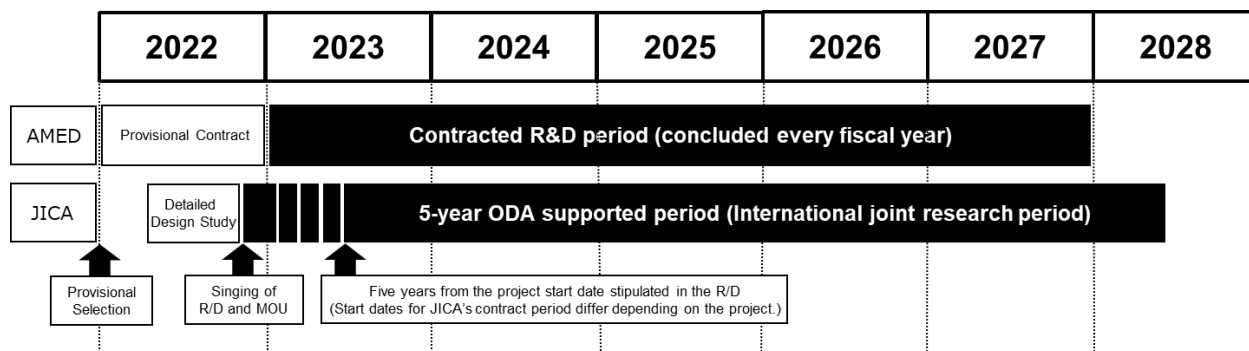 2022 2023 2024 2025 2026 2027 2028
AMED
Provisional Contract
Contracted R&D period (concluded every fiscal year)
JICA
Detailed
Design Study
5-year ODA supported period (International joint research period)
Provisional
Selection
Singing of
R/D and MOU
Five years from the project start date stipulated in the R/D
(Start dates for JICA's contract period differ depending on the project.)